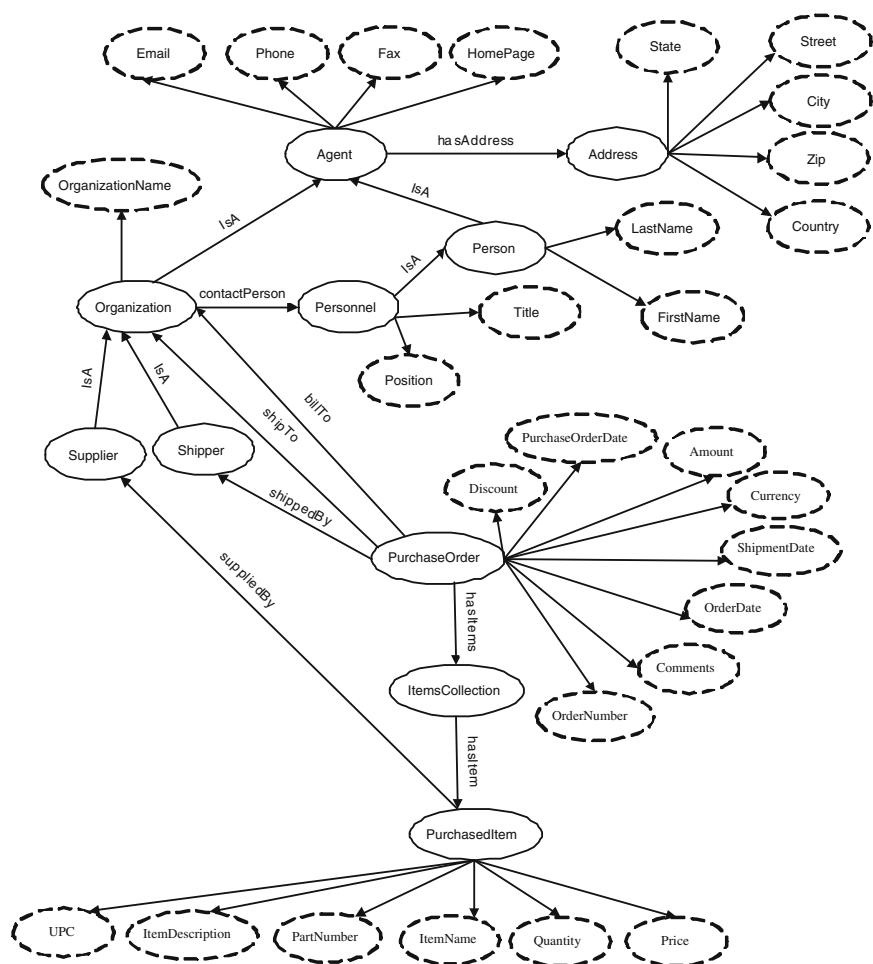 Email
Phone
Fax
HomePage
State
Street
City
Zip
Country
Agent
hasAddress
Address
OrganizationName
IsA
IsA
Person
LastName
FirstName
IsA
Organization
contactPerson
Personnel
Title
Position
IsA
IsA
shipTo
billTo
Supplier
Shipper
shippedBy
PurchaseOrderDate
Amount
Discount
Currency
ShipmentDate
OrderDate
Comments
OrderNumber
PurchaseOrder
suppliedBy
hasItems
ItemsCollection
hasItem
PurchasedItem
UPC
ItemDescription
PartNumber
ItemName
Quantity
Price